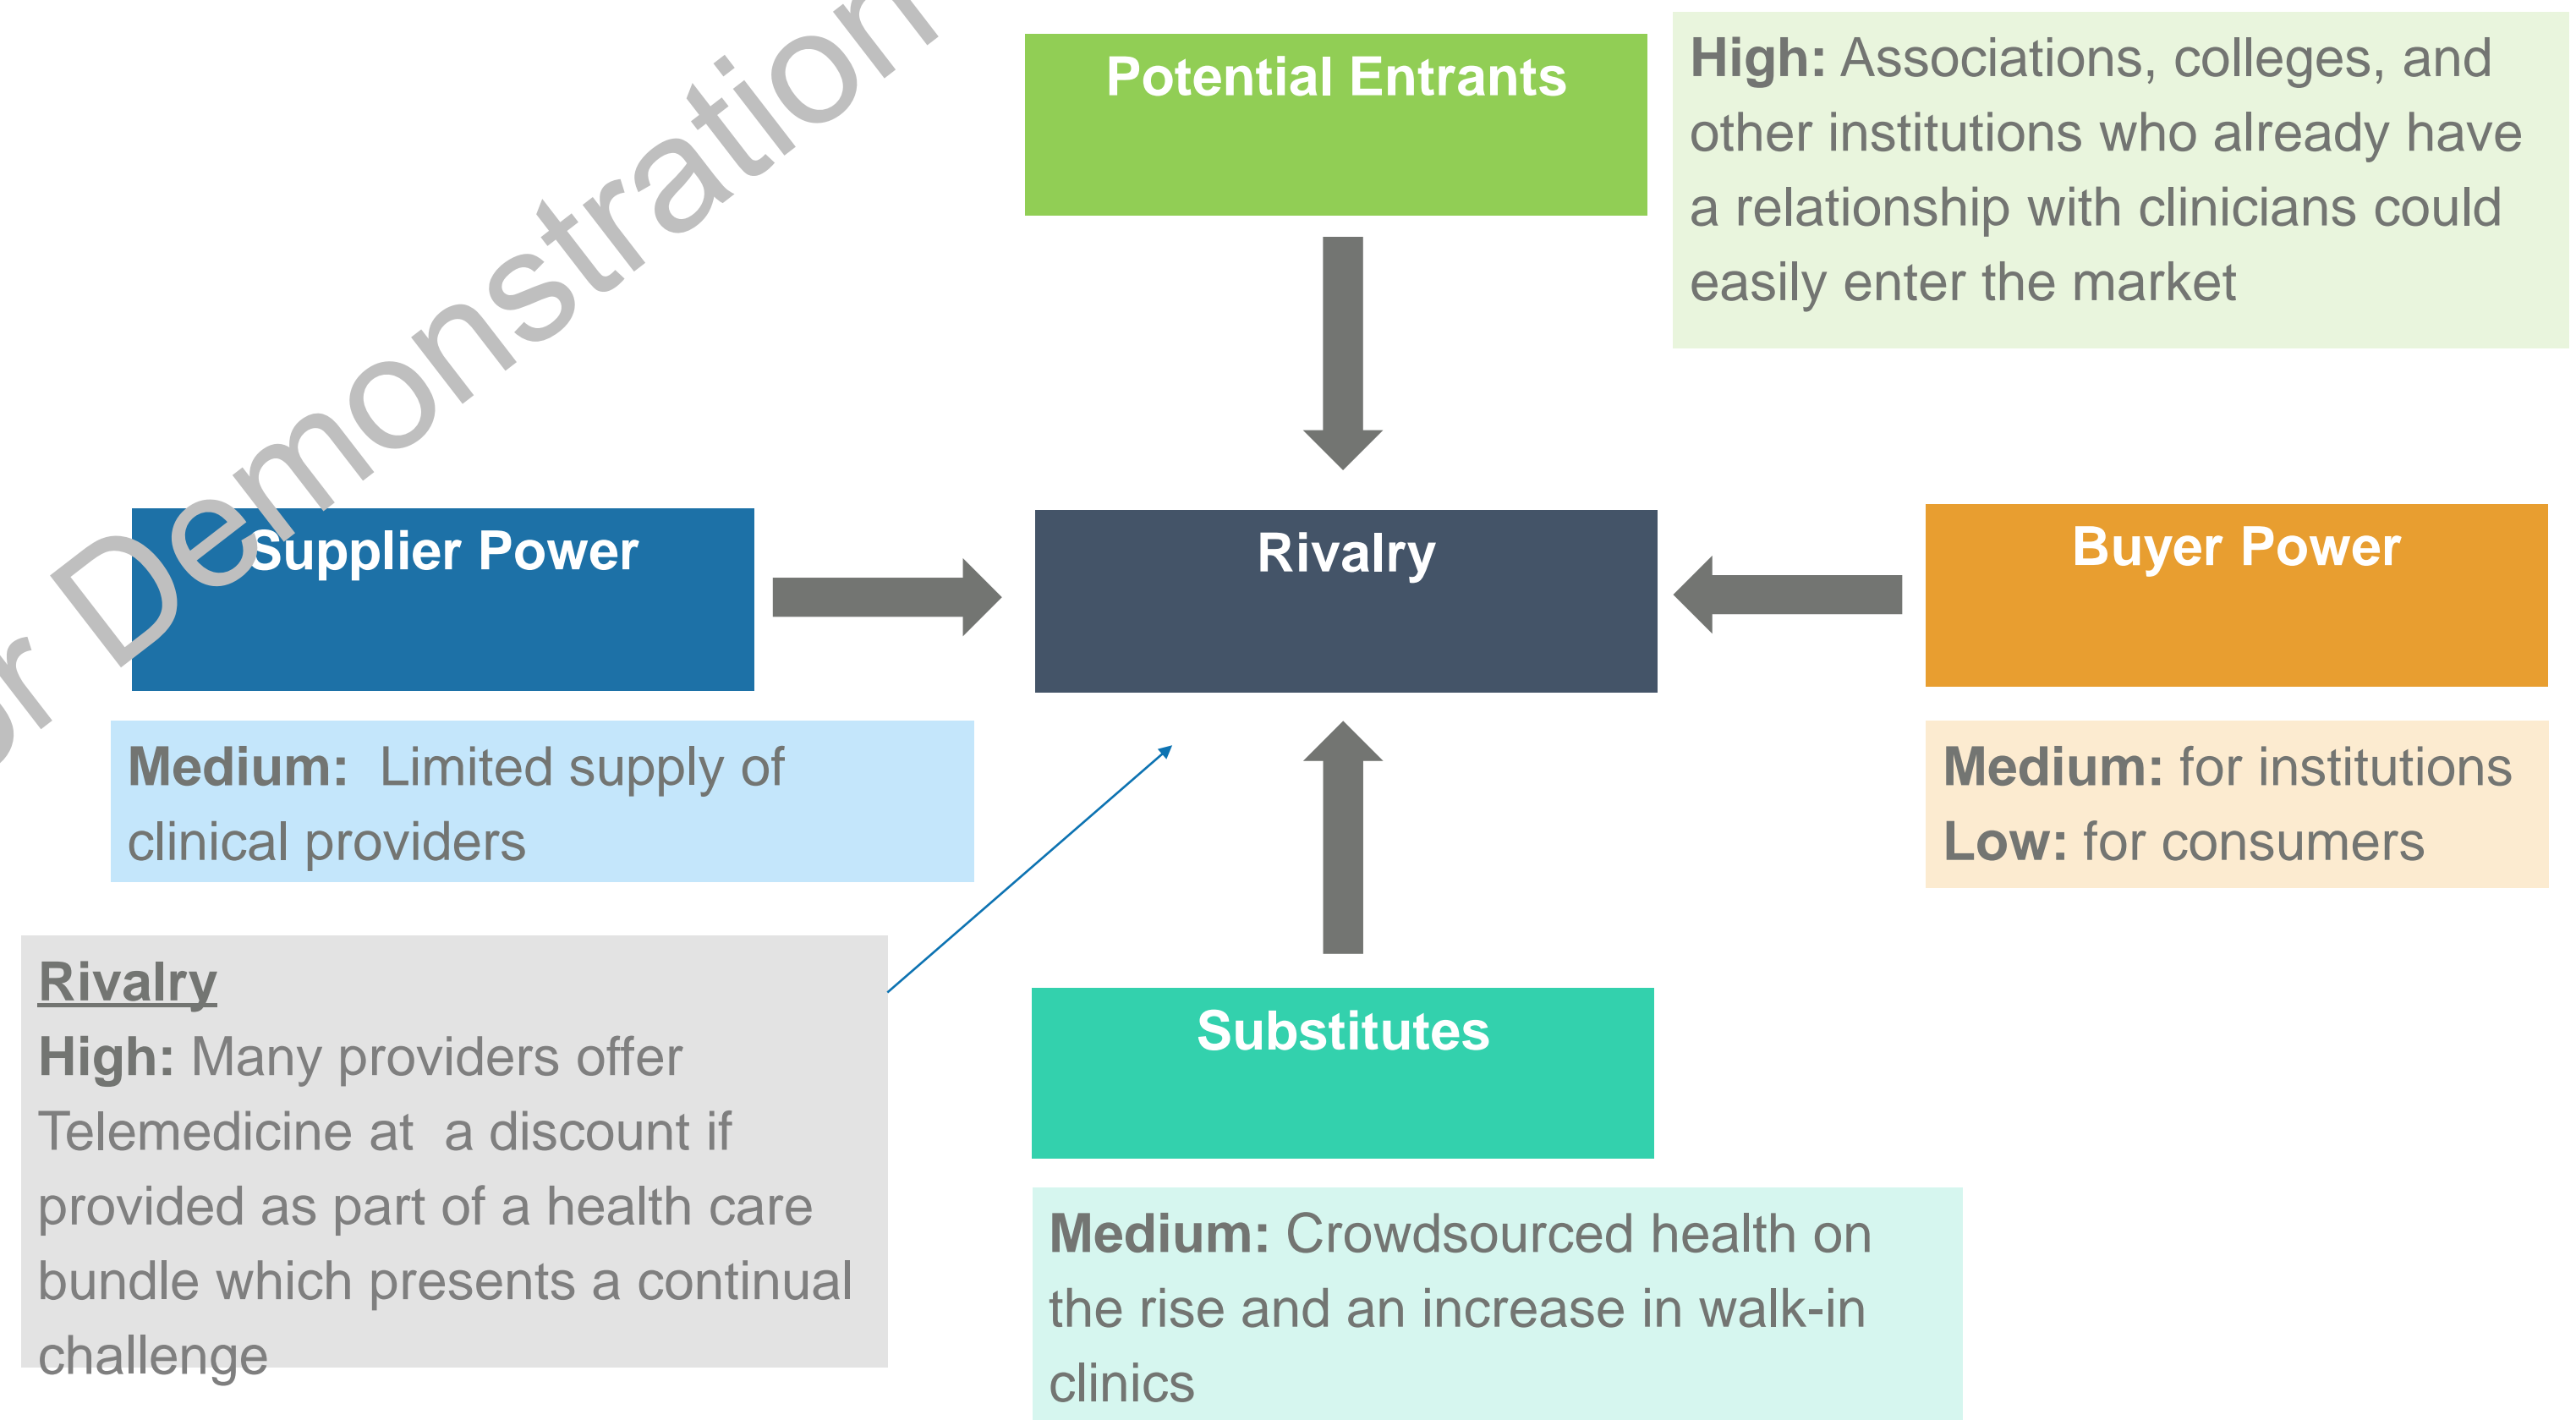 Potential Entrants
High: Associations, colleges, and
other institutions who already have
a relationship with clinicians could
easily enter the market
Supplier Power
Rivalry
Buyer Power
Medium:  Limited supply of
clinical providers
Medium: for institutions
Low: for consumers
Rivalry
High: Many providers offer
Telemedicine at  a discount if
provided as part of a health care
bundle which presents a continual
challenge
Substitutes
Medium: Crowdsourced health on
the rise and an increase in walk-in
clinics
Demonstration